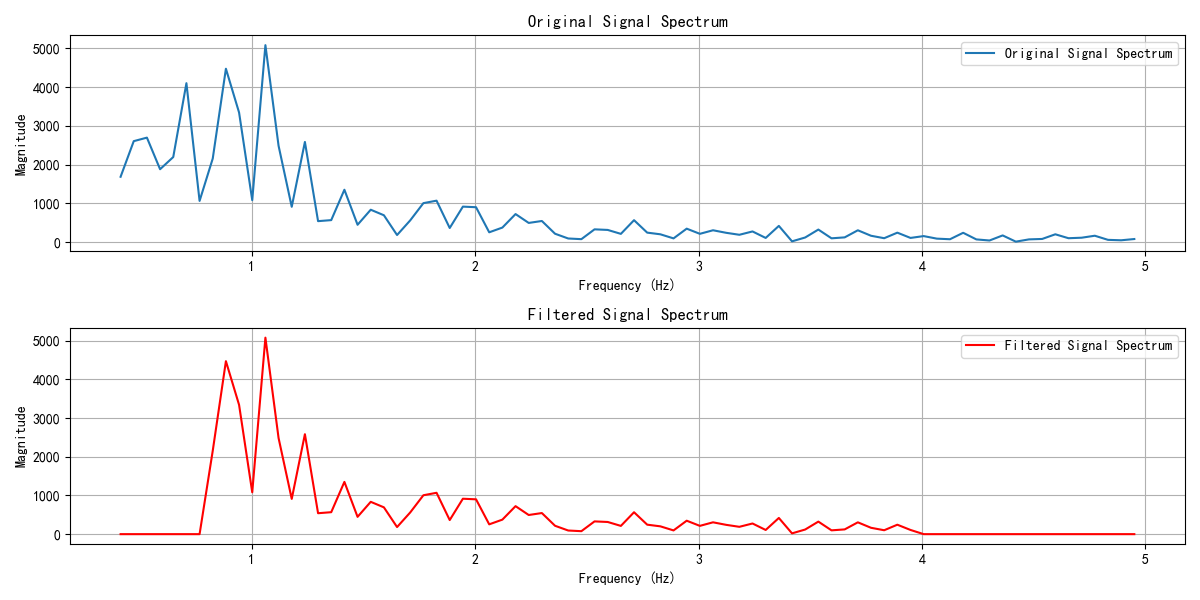 Original Signal Spectrum
Original Signal Spectrum
Magnitude
5000
4000
3000
2000
1000
0
1 2 3 4 5
Frequency (Hz)
Filtered Signal Spectrum
Filtered Signal Spectrum
Magnitude
5000
4000
3000
2000
1000
0
1 2 3 4 5
Frequency (Hz)